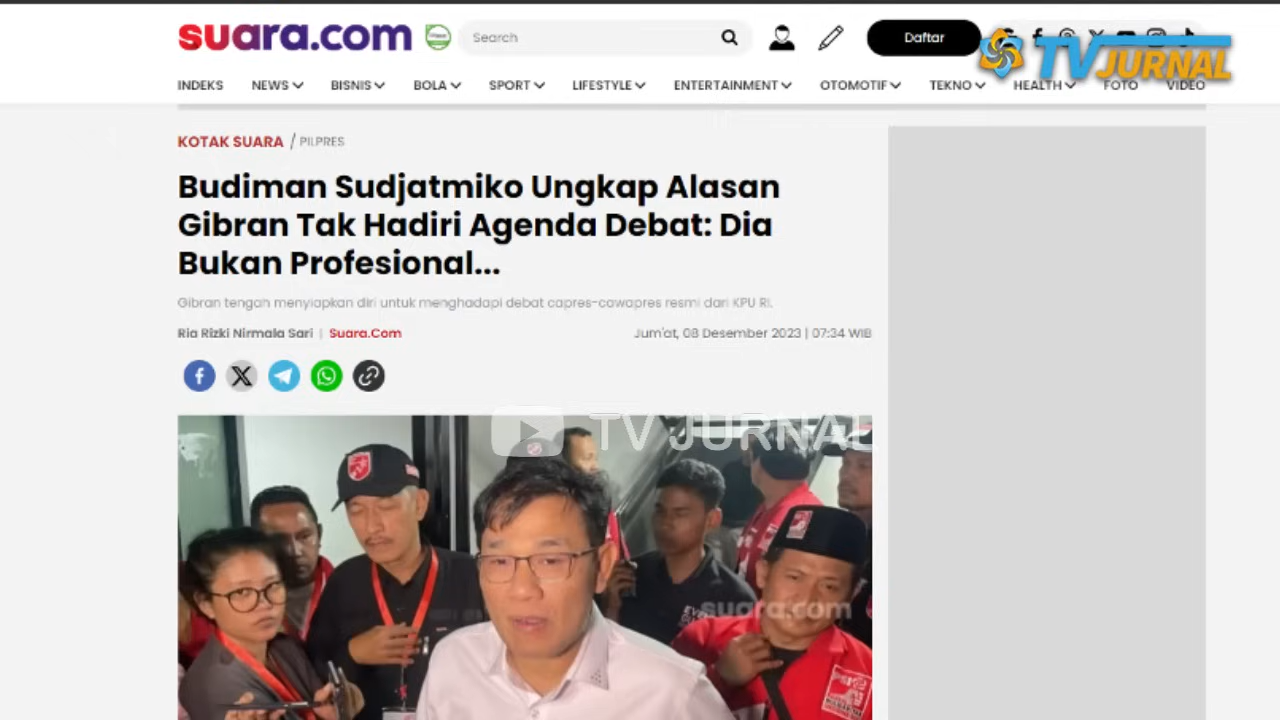 suara.com
Search
Daftar
TV JURNAL
INDEKS NEWS BISNIS BOLA SPORT LIFESTYLE ENTERTAINMENT OTOMOTIF TEKNO HEALTH FOTO VIDEO
KOTAK SUARA / PILPRES
Budiman Sudjatmiko Ungkap Alasan
Gibran Tak Hadiri Agenda Debat: Dia
Bukan Profesional...
Gibran tengah menyiapkan diri untuk menghadapi debat capres-cawapres resmi dari KPU RI.
Ria Rizki Nirmala Sari | Suara.Com
Jum'at, 08 Desember 2023 | 07:34 WIB
TV JURNAL
suara.com
PSI